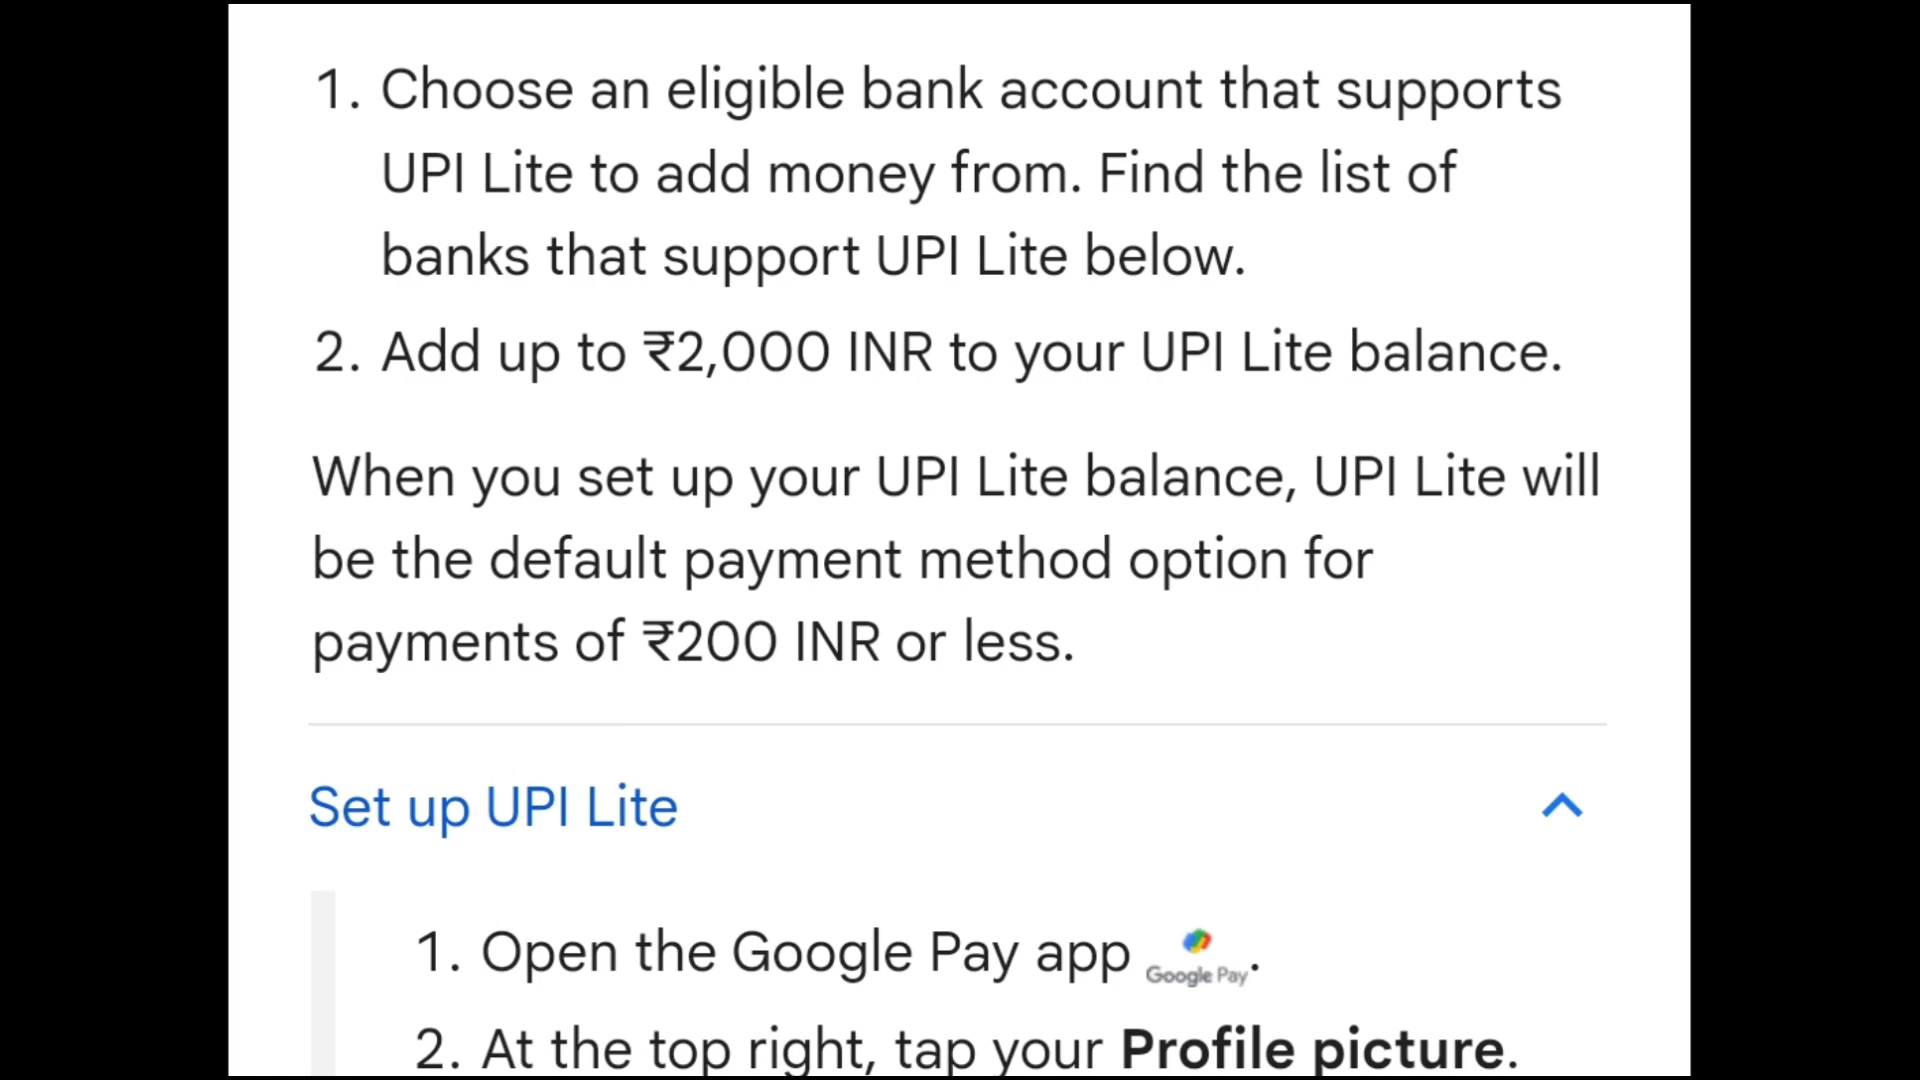 1. Choose an eligible bank account that supports
UPI Lite to add money from. Find the list of
banks that support UPI Lite below.
2. Add up to ₹2,000 INR to your UPI Lite balance.
When you set up your UPI Lite balance, UPI Lite will
be the default payment method option for
payments of ₹200 INR or less.
Set up UPI Lite
1. Open the Google Pay app Google Pay.
2. At the top right, tap your Profile picture.